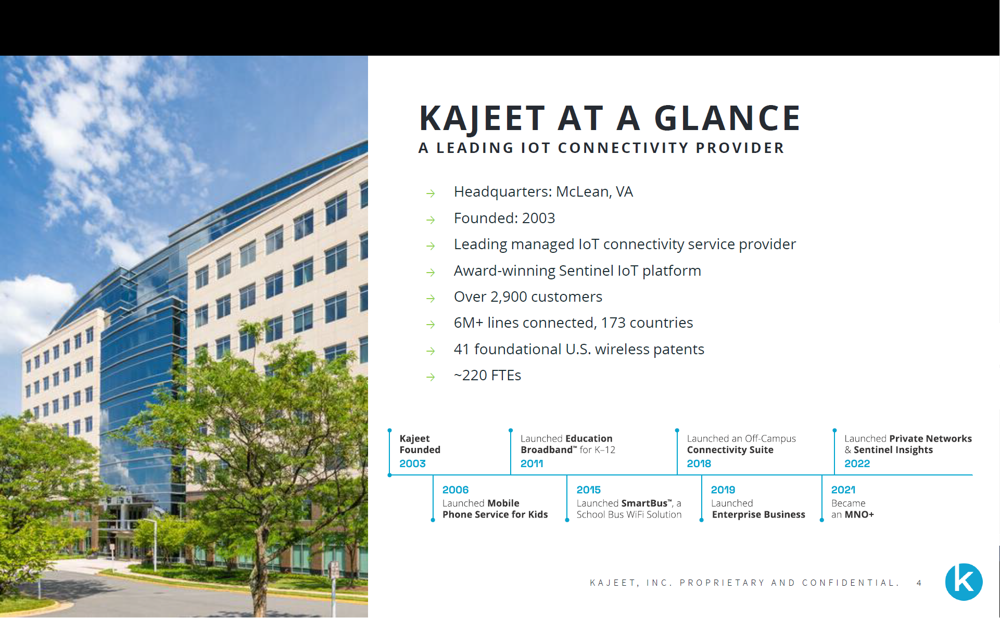 KAJEET AT A GLANCE
A LEADING IOT CONNECTIVITY PROVIDER
→ Headquarters: McLean, VA
→ Founded: 2003
→ Leading managed IoT connectivity service provider
→ Award-winning Sentinel IoT platform
→ Over 2,900 customers
→ 6M+ lines connected, 173 countries
→ 41 foundational U.S. wireless patents
→ ~220 FTEs
Kajeet
Founded
2003
2006
Launched Mobile
Phone Service for Kids
Launched Education
Broadband™ for K–12
2011
2015
Launched SmartBus™, a
School Bus WiFi Solution
Launched an Off-Campus
Connectivity Suite
2018
2019
Launched
Enterprise Business
2021
Became
an MNO+
Launched Private Networks
& Sentinel Insights
2022
KAJEET, INC. PROPRIETARY AND CONFIDENTIAL. 4
k